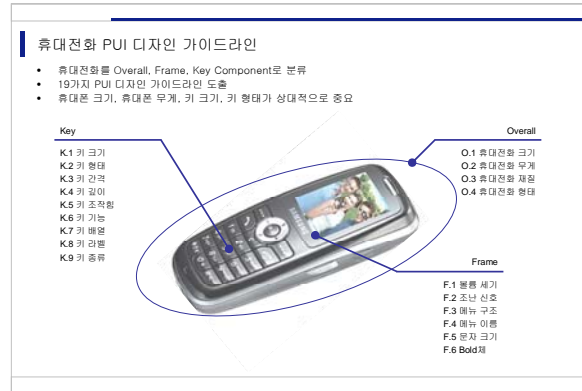 휴대전화 PUI 디자인 가이드라인
• 휴대전화를 Overall, Frame, Key Component로 분류
• 19가지 PUI 디자인 가이드라인 도출
• 휴대폰 크기, 휴대폰 무게, 키 크기, 키 형태가 상대적으로 중요
Key
K.1 키 크기
K.2 키 형태
K.3 키 간격
K.4 키 깊이
K.5 키 조작힘
K.6 키 기능
K.7 키 배열
K.8 키 라벨
K.9 키 종류
Overall
O.1 휴대전화 크기
O.2 휴대전화 무게
O.3 휴대전화 재질
O.4 휴대전화 형태
Frame
F.1 볼륨 세기
F.2 조난 신호
F.3 메뉴 구조
F.4 메뉴 이름
F.5 문자 크기
F.6 Bold체